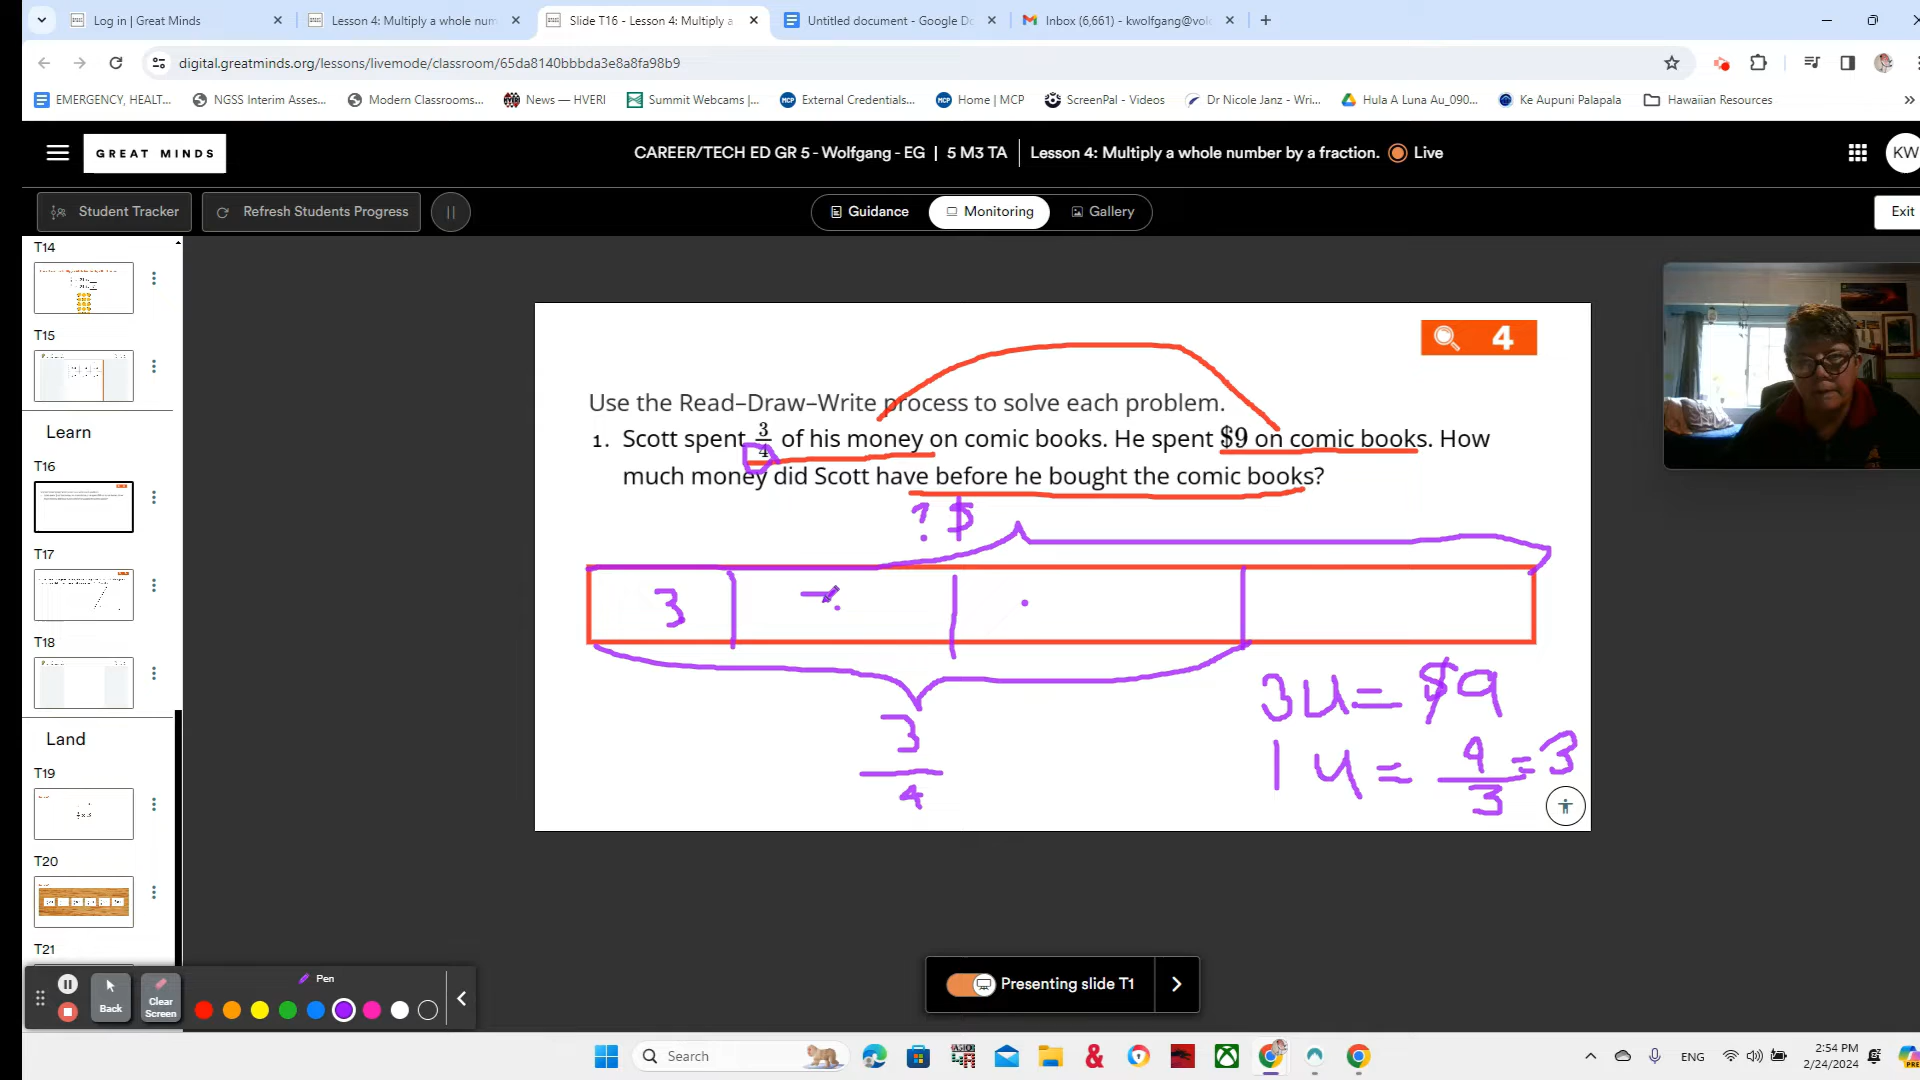 Log in | Great Minds
Lesson 4: Multiply a whole num
Slide T16 - Lesson 4: Multiply a
Untitled document - Google Do
Inbox (6,661) - kwolfgang@vol
digital.greatminds.org/lessons/livemode/classroom/65da8140bbbda3e8a8fa98b9
EMERGENCY, HEALT...
NGSS Interim Asses...
Modern Classrooms...
News — HVERI
Summit Webcams |...
External Credentials...
Home | MCP
ScreenPal - Videos
Dr Nicole Janz - Wri...
Hula A Luna Au_090...
Ke Aupuni Palapala
Hawaiian Resources
GREAT MINDS
CAREER/TECH ED GR 5 - Wolfgang - EG | 5 M3 TA
Lesson 4: Multiply a whole number by a fraction.
Live
KW
Student Tracker
Refresh Students Progress
Guidance
Monitoring
Gallery
Exit
T14
T15
Learn
T16
T17
T18
Land
T19
T20
T21
4
Use the Read–Draw–Write process to solve each problem.
1. Scott spent 3/4 of his money on comic books. He spent $9 on comic books. How
much money did Scott have before he bought the comic books?
? $
3
3/4
3u = $9
1 u = 9/3 = 3
Presenting slide T1
Pen
Back
Clear
Screen
Search
ENG
2:54 PM
2/24/2024